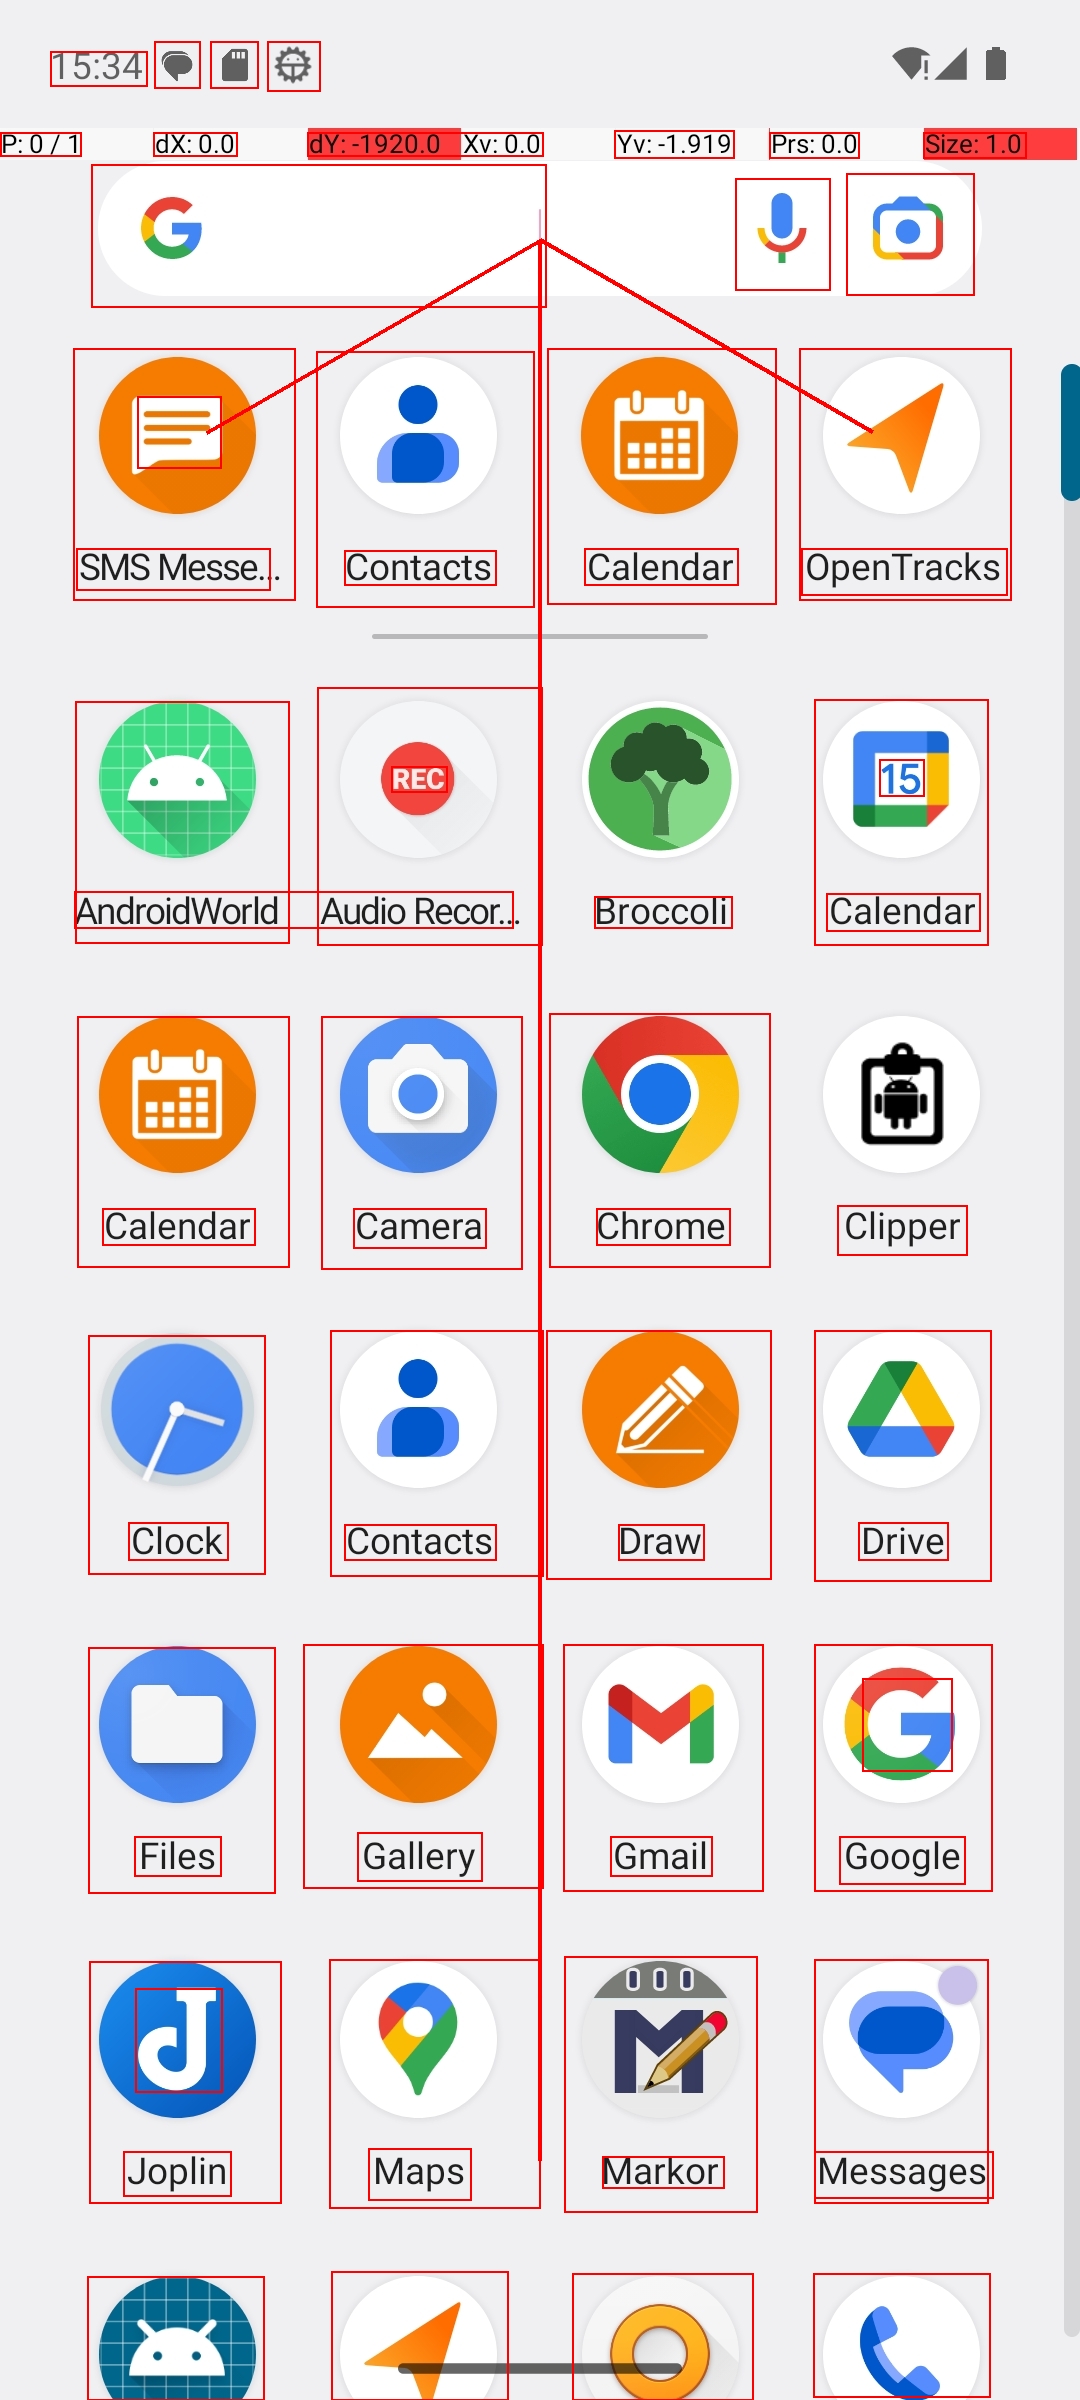 15:34
P: 0 / 1 dX: 0.0 dY: -1920.0 Xv: 0.0 Yv: -1.919 Prs: 0.0 Size: 1.0
SMS Messe... Contacts Calendar OpenTracks
REC 15
AndroidWorld Audio Recor... Broccoli Calendar
Calendar Camera Chrome Clipper
Clock Contacts Draw Drive
Files Gallery Gmail Google
Joplin Maps Markor Messages